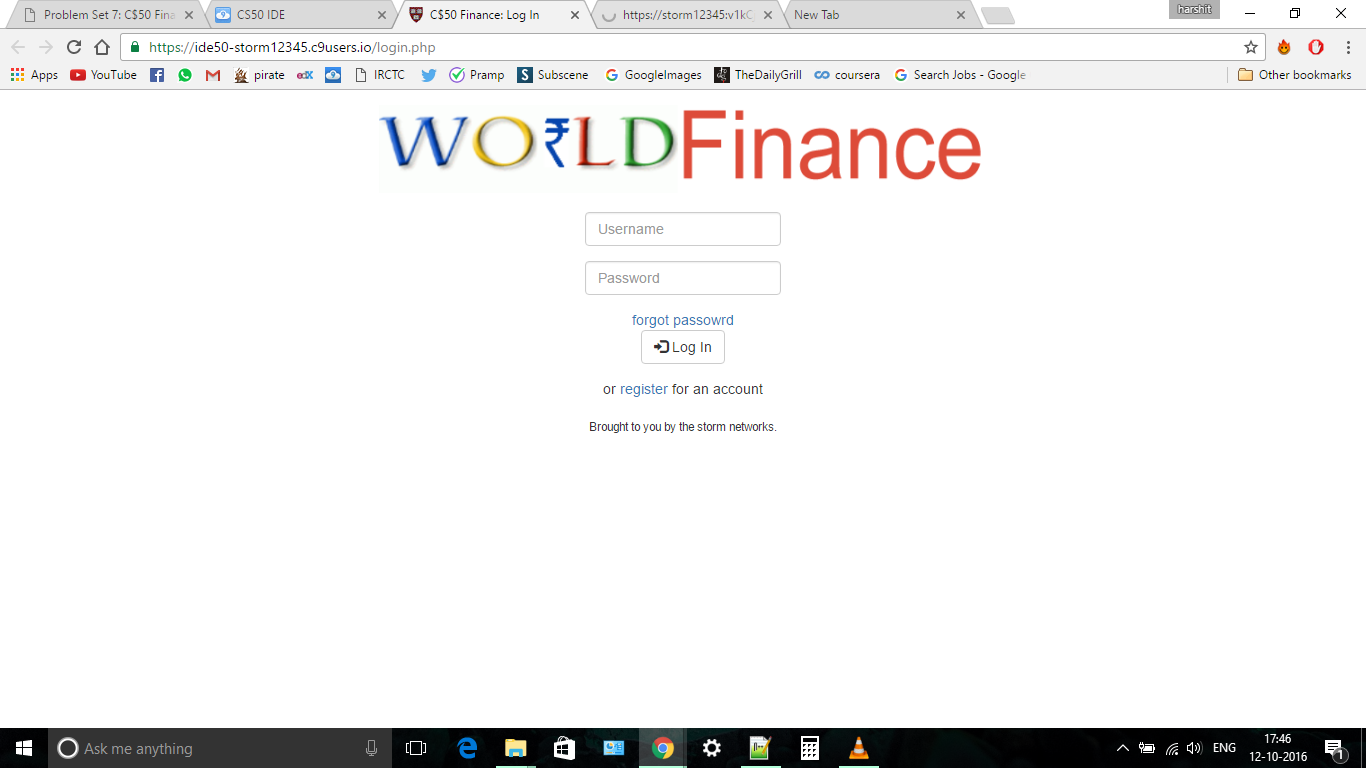 harshit
Problem Set 7: C$50 Fina
CS50 IDE
C$50 Finance: Log In
https://storm12345:v1kC
New Tab
https://ide50-storm12345.c9users.io/login.php
Apps
YouTube
pirate
edX
IRCTC
Pramp
S Subscene
GoogleImages
TheDailyGrill
coursera
Search Jobs - Google
Other bookmarks
WO₹LD Finance
Username
Password
forgot passowrd
Log In
or register for an account
Brought to you by the storm networks.
Ask me anything
ENG
17:46
12-10-2016
1